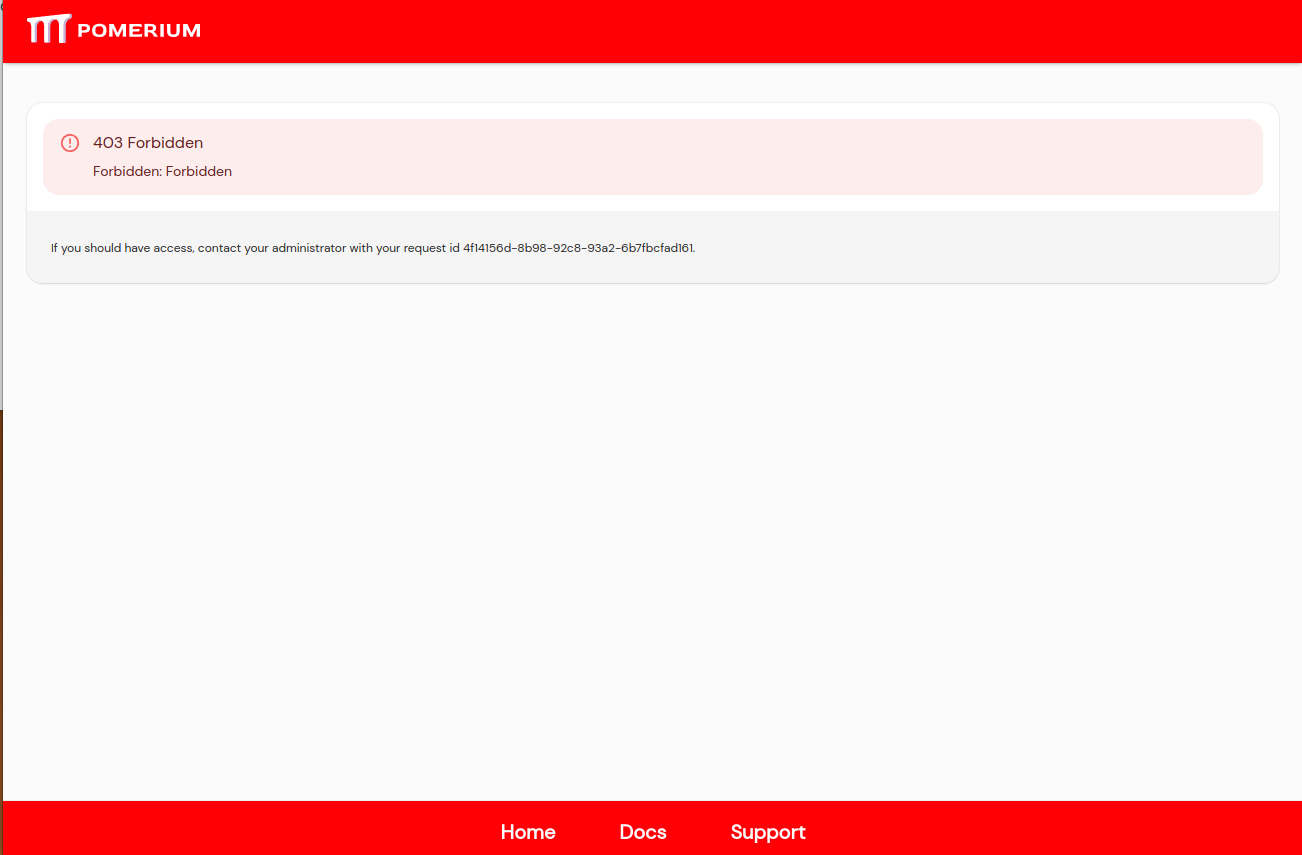 POMERIUM
403 Forbidden
Forbidden: Forbidden
If you should have access, contact your administrator with your request id 4f14156d-8b98-92c8-93a2-6b7fbcfad161.
Home Docs Support